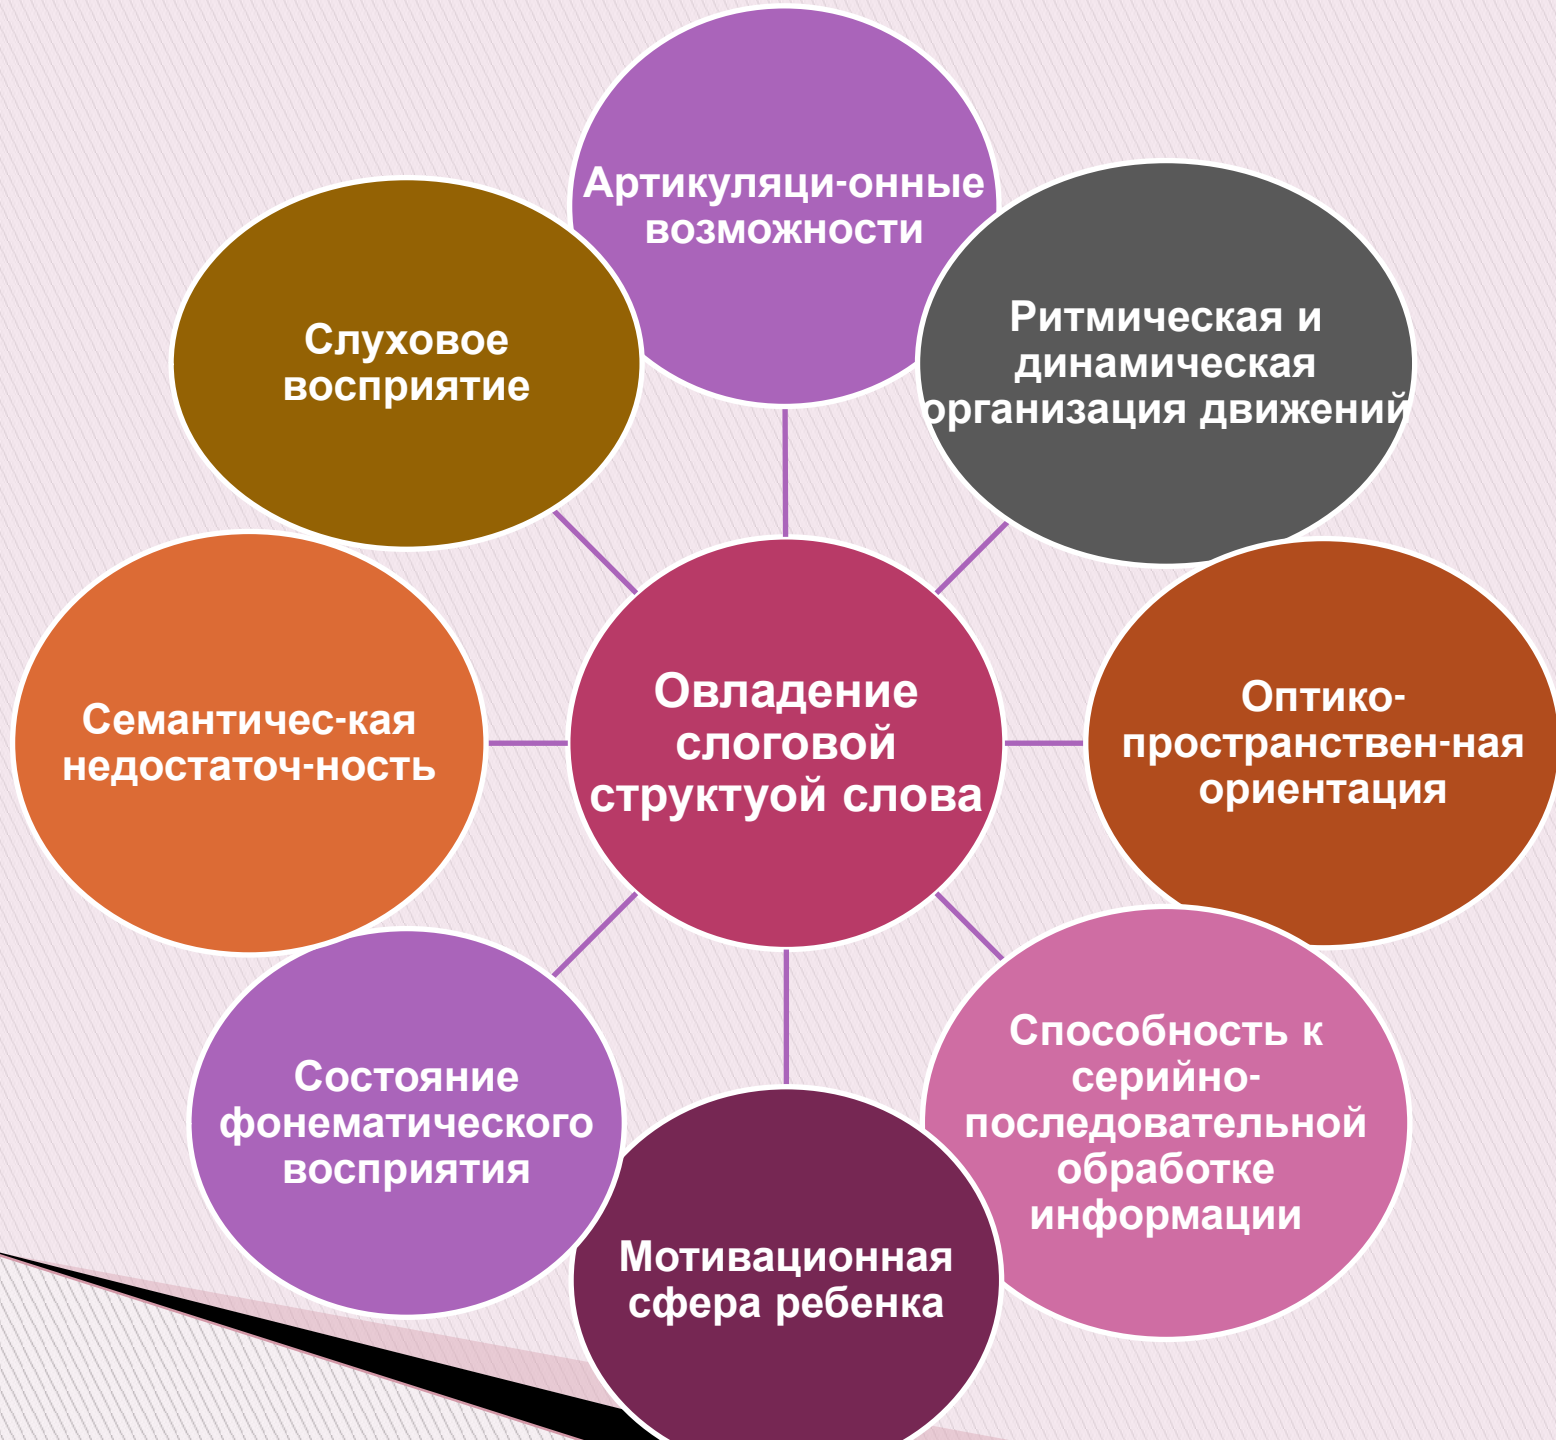 Артикуляци-онные
возможности
Ритмическая и
динамическая
организация движений
Слуховое
восприятие
Овладение
слоговой
структуой слова
Оптико-
пространствен-ная
ориентация
Семантичес-кая
недостаточ-ность
Способность к
серийно-
последовательной
обработке
информации
Состояние
фонематического
восприятия
Мотивационная
сфера ребенка